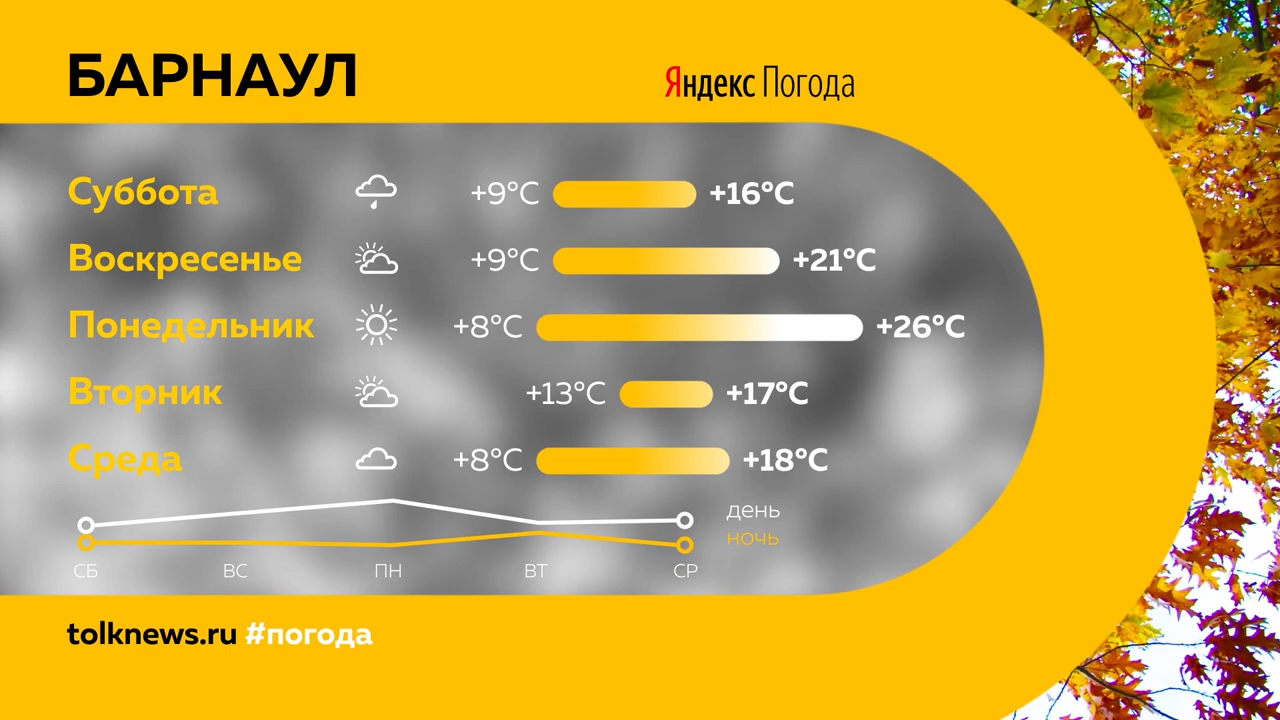 БАРНАУЛ
Яндекс Погода
Суббота +9°C +16°C
Воскресенье +9°C +21°C
Понедельник +8°C +26°C
Вторник +13°C +17°C
Среда +8°C +18°C
день
ночь
СБ ВС ПН ВТ СР
tolknews.ru #погода